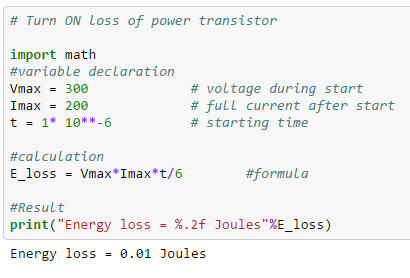 # Turn ON loss of power transistor
import math
#variable declaration
Vmax = 300 # voltage during start
Imax = 200 # full current after start
t = 1* 10**-6 # starting time
#calculation
E_loss = Vmax*Imax*t/6 #formula
#Result
print("Energy loss = %.2f Joules"%E_loss)
Energy loss = 0.01 Joules